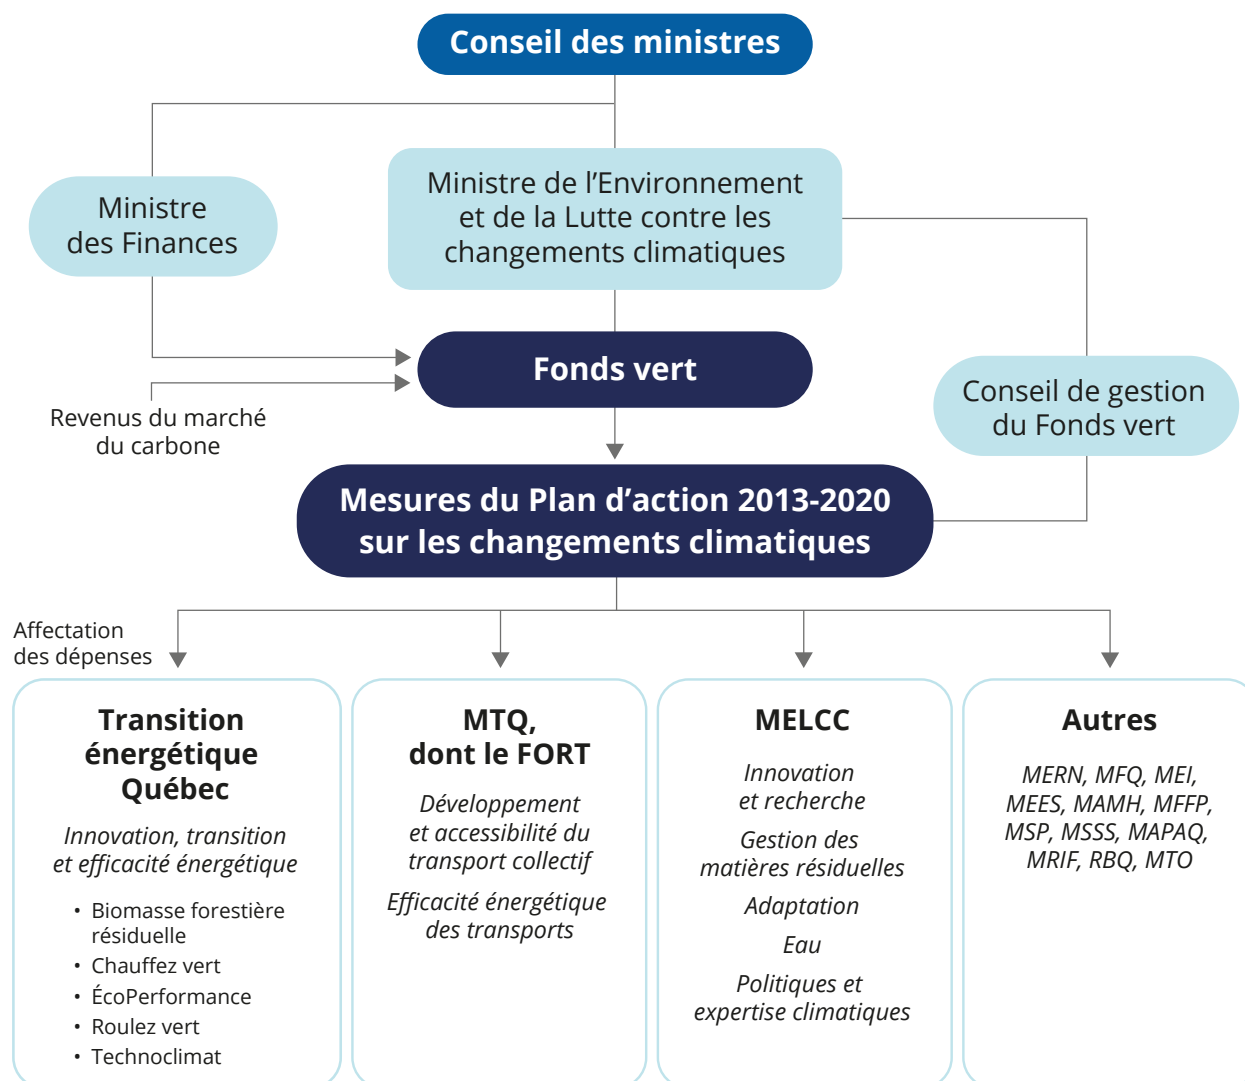 Conseil des ministres
Ministre
des Finances
Ministre de l'Environnement
et de la Lutte contre les
changements climatiques
Fonds vert
Revenus du marché
du carbone
Conseil de gestion
du Fonds vert
Mesures du Plan d'action 2013-2020
sur les changements climatiques
Affectation
des dépenses
Transition
énergétique
Québec
Innovation, transition
et efficacité énergétique
• Biomasse forestière
résiduelle
• Chauffez vert
• ÉcoPerformance
• Roulez vert
• Technoclimat
MTQ,
dont le FORT
Développement
et accessibilité du
transport collectif
Efficacité énergétique
des transports
MELCC
Innovation
et recherche
Gestion des
matières résiduelles
Adaptation
Eau
Politiques et
expertise climatiques
Autres
MERN, MFQ, MEI,
MEES, MAMH, MFFP,
MSP, MSSS, MAPAQ,
MRIF, RBQ, MTO